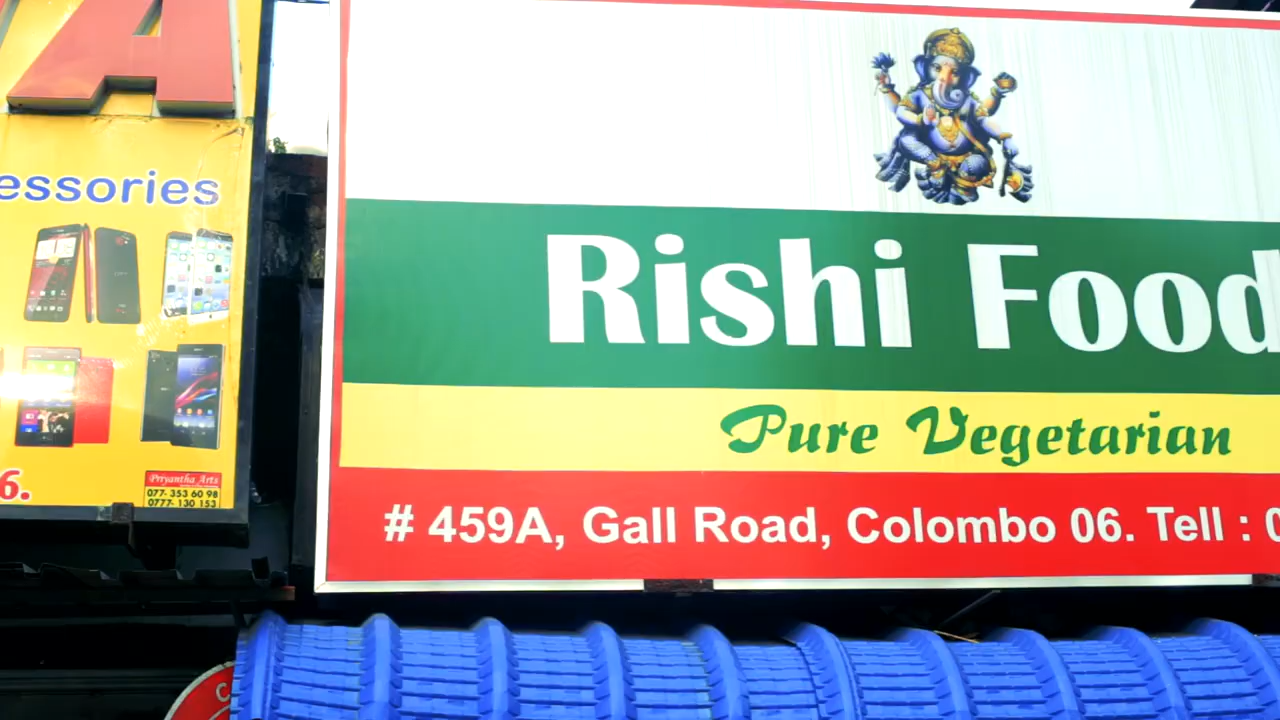 A
essories
6.
Priyantha Arts
077- 353 60 98
0777- 130 153
Rishi Food
Pure Vegetarian
# 459A, Gall Road, Colombo 06. Tell : 0
C